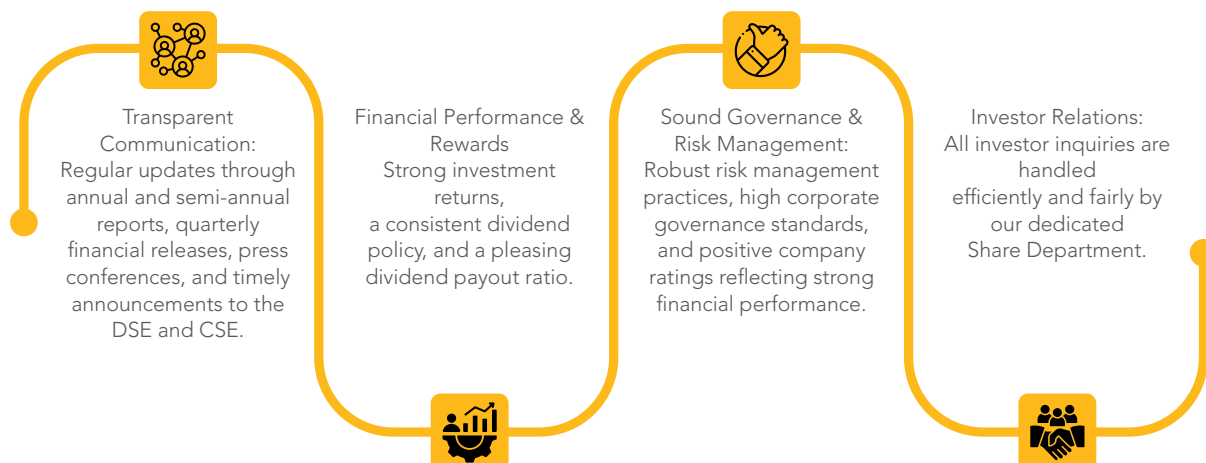 Transparent
Communication:
Regular updates through
annual and semi-annual
reports, quarterly
financial releases, press
conferences, and timely
announcements to the
DSE and CSE.
Financial Performance &
Rewards
Strong investment
returns,
a consistent dividend
policy, and a pleasing
dividend payout ratio.
Sound Governance &
Risk Management:
Robust risk management
practices, high corporate
governance standards,
and positive company
ratings reflecting strong
financial performance.
Investor Relations:
All investor inquiries are
handled
efficiently and fairly by
our dedicated
Share Department.